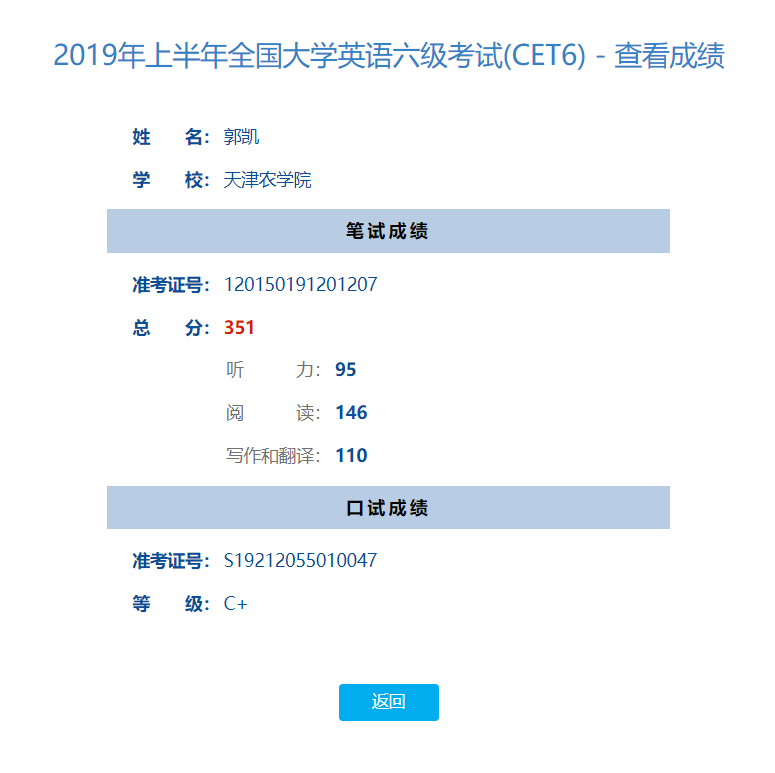 2019年上半年全国大学英语六级考试(CET6) - 查看成绩
姓 名： 郭凯
学 校： 天津农学院
笔试成绩
准考证号： 120150191201207
总 分： 351
听 力： 95
阅 读： 146
写作和翻译： 110
口试成绩
准考证号： S19212055010047
等 级： C+
返回